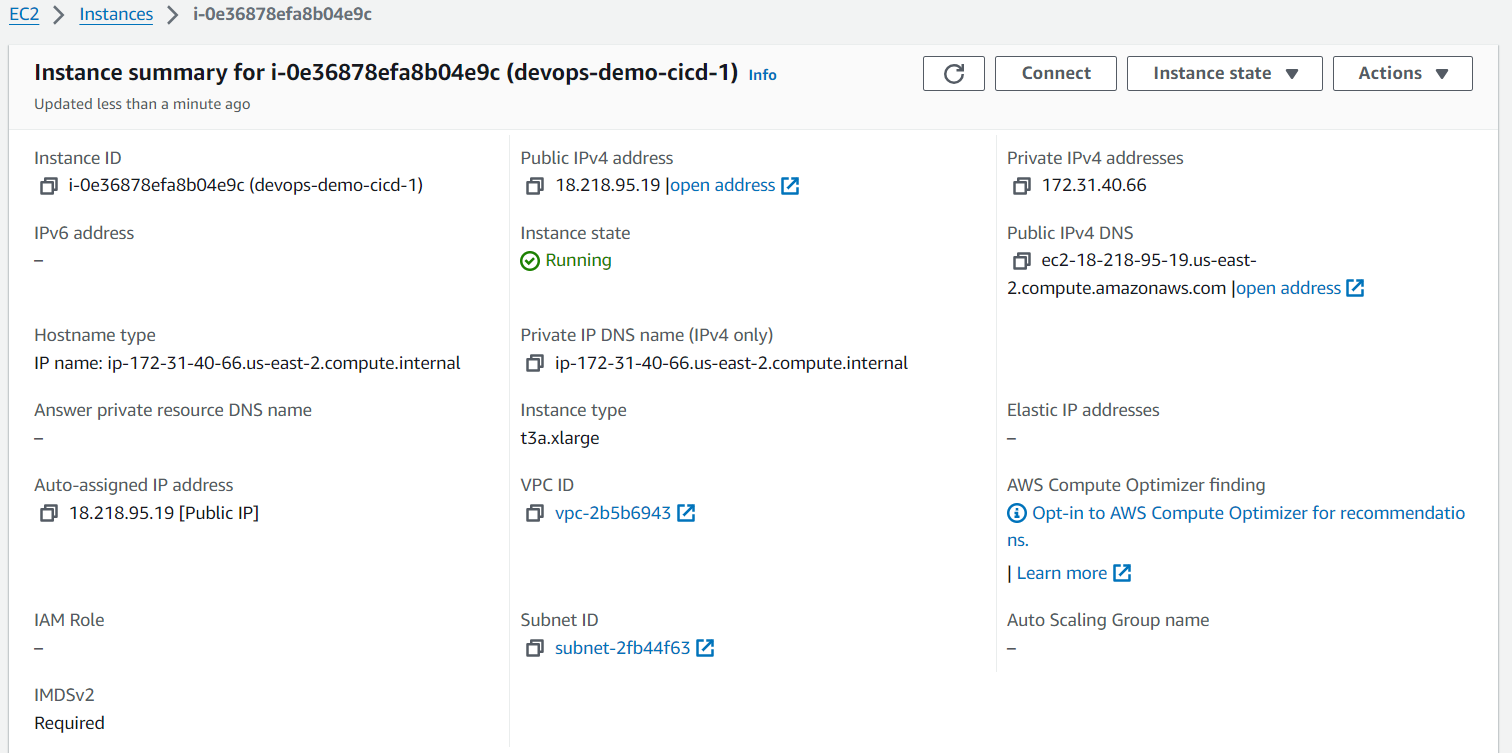 EC2 > Instances > i-0e36878efa8b04e9c
Instance summary for i-0e36878efa8b04e9c (devops-demo-cicd-1) Info
Updated less than a minute ago
Connect
Instance state
Actions
Instance ID
i-0e36878efa8b04e9c (devops-demo-cicd-1)
Public IPv4 address
18.218.95.19 |open address
Private IPv4 addresses
172.31.40.66
IPv6 address
–
Instance state
Running
Public IPv4 DNS
ec2-18-218-95-19.us-east-
2.compute.amazonaws.com |open address
Hostname type
IP name: ip-172-31-40-66.us-east-2.compute.internal
Private IP DNS name (IPv4 only)
ip-172-31-40-66.us-east-2.compute.internal
Answer private resource DNS name
–
Instance type
t3a.xlarge
Elastic IP addresses
–
Auto-assigned IP address
18.218.95.19 [Public IP]
VPC ID
vpc-2b5b6943
AWS Compute Optimizer finding
Opt-in to AWS Compute Optimizer for recommendatio
ns.
| Learn more
IAM Role
–
Subnet ID
subnet-2fb44f63
Auto Scaling Group name
–
IMDSv2
Required